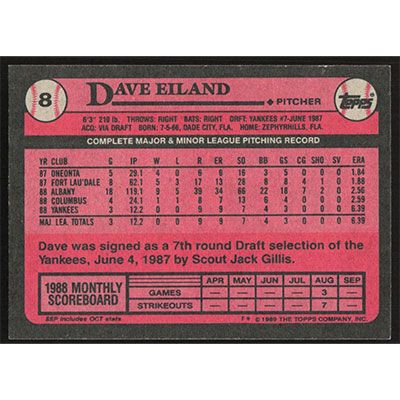 8
DAVE EILAND
PITCHER
Topps
6'3" 210 lb. THROWS: RIGHT BATS: RIGHT DRFT: YANKEES #7-JUNE 1987
ACQ: VIA DRAFT BORN: 7-5-66, DADE CITY, FLA. HOME: ZEPHYRHILLS, FLA.
COMPLETE MAJOR & MINOR LEAGUE PITCHING RECORD
YR CLUB G IP W L R ER SO BB GS CG SHO SV ERA
87 ONEONTA 5 29.1 4 0 6 6 16 3 5 0 0 0 1.84
87 FORT LAU'DALE 8 62.1 5 3 17 13 28 8 8 4 1 0 1.88
88 ALBANY 18 119.1 9 5 39 34 66 22 18 7 2 0 2.56
88 COLUMBUS 4 24.1 1 1 8 7 13 6 4 0 0 0 2.59
88 YANKEES 3 12.2 0 0 9 9 7 4 3 0 0 0 6.39
MAJ. LEA. TOTALS 3 12.2 0 0 9 9 7 4 3 0 0 0 6.39
Dave was signed as a 7th round Draft selection of the
Yankees, June 4, 1987 by Scout Jack Gillis.
1988 MONTHLY SCOREBOARD
APR MAY JUN JUL AUG SEP
GAMES — — — — 3 —
STRIKEOUTS — — — — 7 —
SEP includes OCT stats
F* © 1989 THE TOPPS COMPANY, INC.